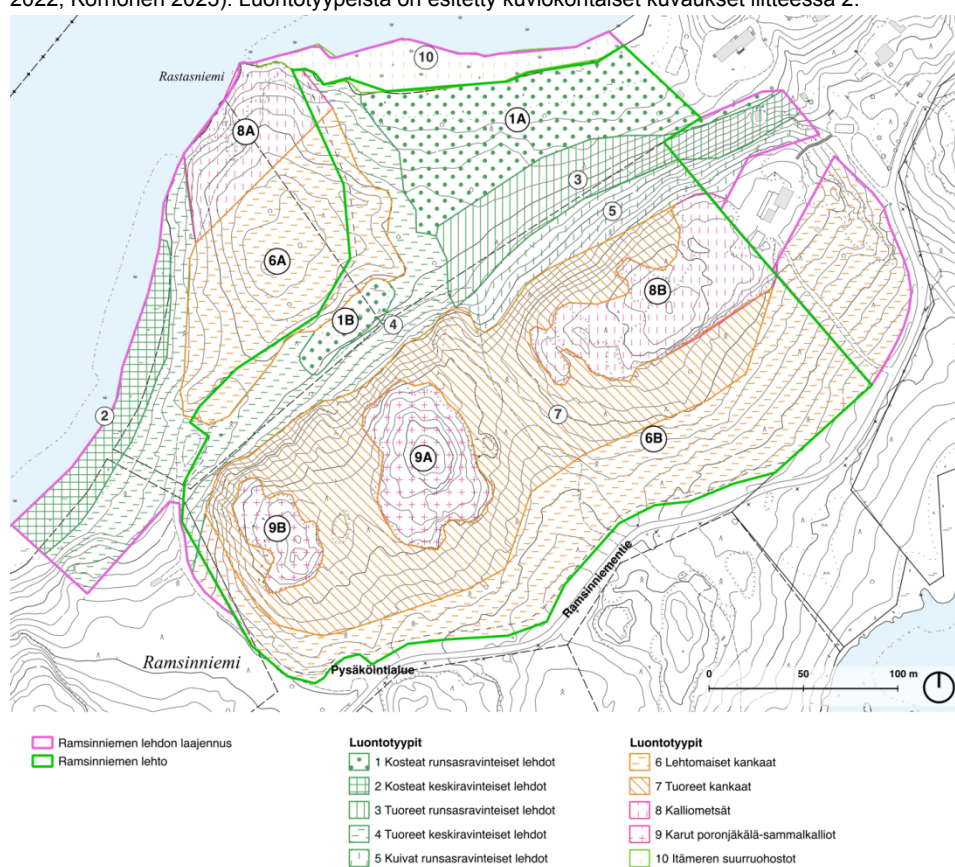 2022, Komonen 2023). Luontotyypeistä on esitetty kuviokohtaiset kuvaukset liitteessä 2.
10
Rastasniemi
8A
1A
3
5
6A
8B
1B
4
7
2
6B
9A
9B
Ramsinniementie
Ramsinniemi
Pysäköintialue
0 50 100 m
Ramsinniemen lehdon laajennus
Ramsinniemen lehto
Luontotyypit
1 Kosteat runsasravinteiset lehdot
2 Kosteat keskiravinteiset lehdot
3 Tuoreet runsasravinteiset lehdot
4 Tuoreet keskiravinteiset lehdot
5 Kuivat runsasravinteiset lehdot
Luontotyypit
6 Lehtomaiset kankaat
7 Tuoreet kankaat
8 Kalliometsät
9 Karut poronjäkälä-sammalkalliot
10 Itämeren suurruohostot